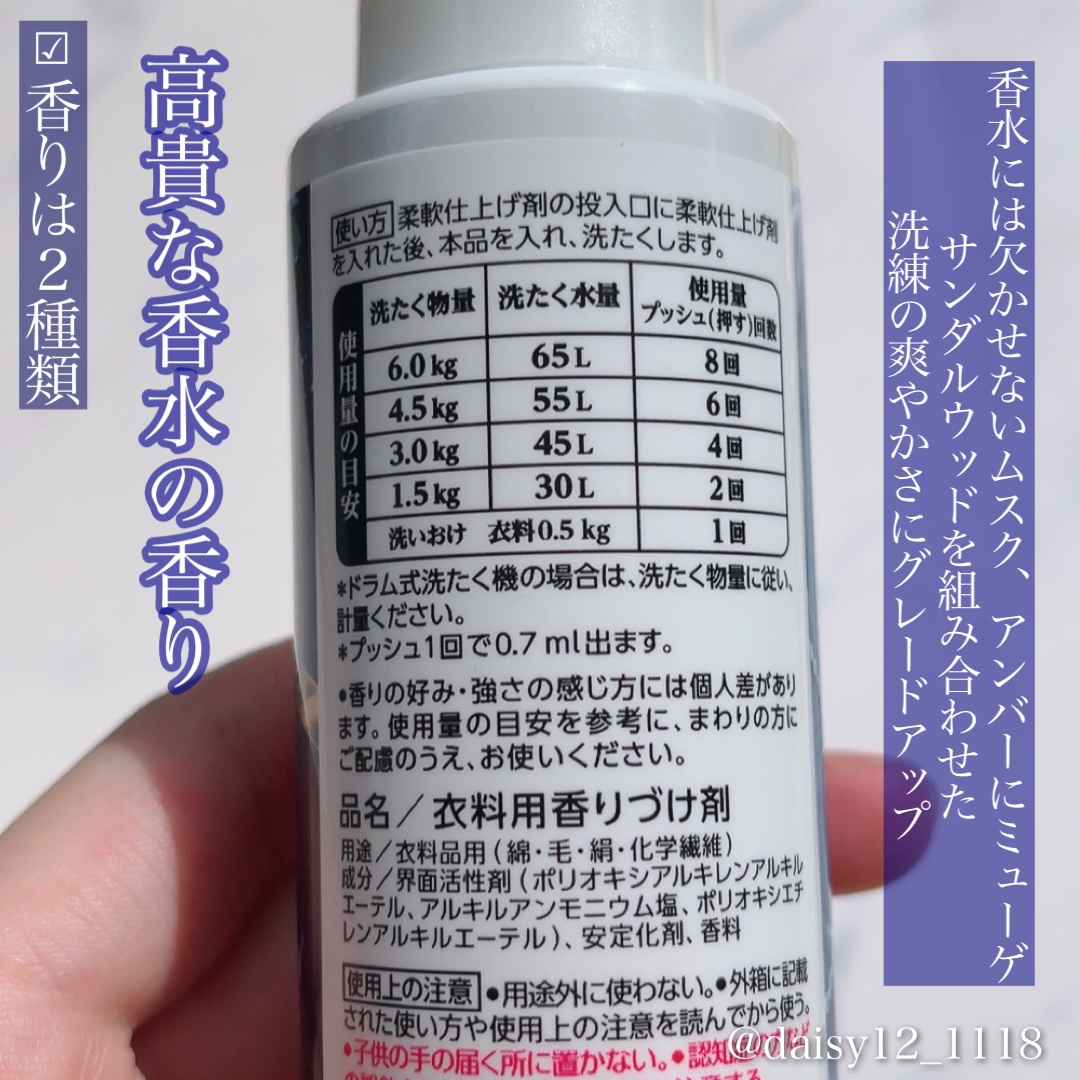 ☑香りは2種類
高貴な香水の香り
香水には欠かせないムスク、アンバーにミューゲ
サンダルウッドを組み合わせた
洗練の爽やかさにグレードアップ
使い方 柔軟仕上げ剤の投入口に柔軟仕上げ剤
を入れた後、本品を入れ、洗たくします。
使用量の目安
洗たく物量 洗たく水量 使用量
プッシュ(押す)回数
6.0kg 65L 8回
4.5kg 55L 6回
3.0kg 45L 4回
1.5kg 30L 2回
洗いおけ 衣料0.5kg 1回
*ドラム式洗たく機の場合は、洗たく物量に従い、
計量ください。
*プッシュ1回で0.7ml出ます。
•香りの好み・強さの感じ方には個人差があり
ます。使用量の目安を参考に、まわりの方に
ご配慮のうえ、お使いください。
品名/衣料用香りづけ剤
用途/衣料品用(綿・毛・絹・化学繊維)
成分/界面活性剤(ポリオキシアルキレンアルキル
エーテル、アルキルアンモニウム塩、ポリオキシエチ
レンアルキルエーテル)、安定化剤、香料
使用上の注意 •用途外に使わない。•外箱に記載
された使い方や使用上の注意を読んでから使う。
•子供の手の届く所に置かない。•認知症の方など
@daisy12_1118